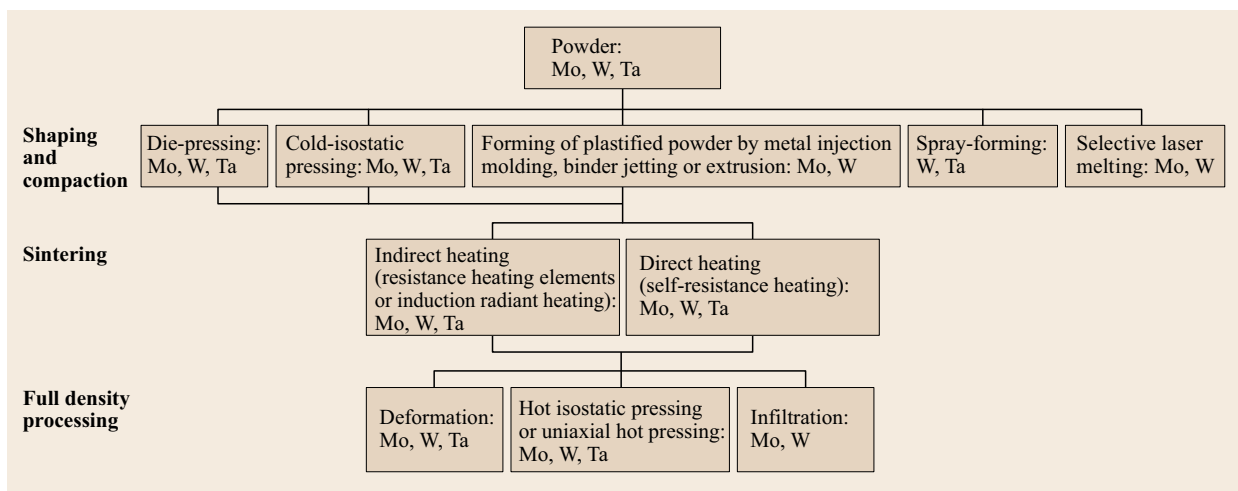 Powder:
Mo, W, Ta
Shaping
and
compaction
Die-pressing:
Mo, W, Ta
Cold-isostatic
pressing: Mo, W, Ta
Forming of plastified powder by metal injection
molding, binder jetting or extrusion: Mo, W
Spray-forming:
W, Ta
Selective laser
melting: Mo, W
Sintering
Indirect heating
(resistance heating elements
or induction radiant heating):
Mo, W, Ta
Direct heating
(self-resistance heating):
Mo, W, Ta
Full density
processing
Deformation:
Mo, W, Ta
Hot isostatic pressing
or uniaxial hot pressing:
Mo, W, Ta
Infiltration:
Mo, W